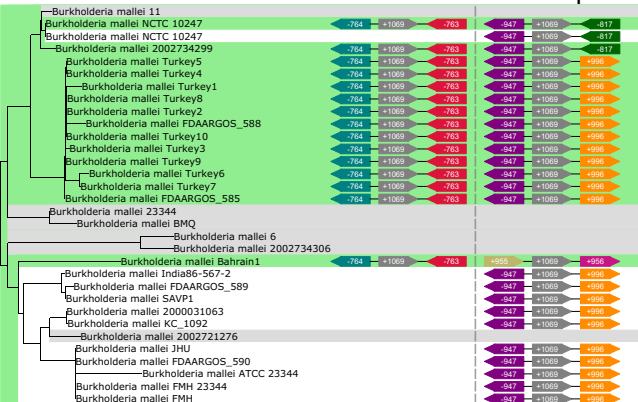 Burkholderia mallei 11
Burkholderia mallei NCTC 10247 -764 +1069 -763 -947 +1069 -817
Burkholderia mallei NCTC 10247 -947 +1069 -817
Burkholderia mallei 2002734299 -764 +1069 -763 -947 +1069 -817
Burkholderia mallei Turkey5 -764 +1069 -763 -947 +1069 +996
Burkholderia mallei Turkey4 -764 +1069 -763 -947 +1069 +996
Burkholderia mallei Turkey1 -764 +1069 -763 -947 +1069 +996
Burkholderia mallei Turkey8 -764 +1069 -763 -947 +1069 +996
Burkholderia mallei Turkey2 -764 +1069 -763 -947 +1069 +996
Burkholderia mallei FDAARGOS_588 -764 +1069 -763 -947 +1069 +996
Burkholderia mallei Turkey10 -764 +1069 -763 -947 +1069 +996
Burkholderia mallei Turkey3 -764 +1069 -763 -947 +1069 +996
Burkholderia mallei Turkey9 -764 +1069 -763 -947 +1069 +996
Burkholderia mallei Turkey6 -764 +1069 -763 -947 +1069 +996
Burkholderia mallei Turkey7 -764 +1069 -763 -947 +1069 +996
Burkholderia mallei FDAARGOS_585 -764 +1069 -763 -947 +1069 +996
Burkholderia mallei 23344
Burkholderia mallei BMQ
Burkholderia mallei 6
Burkholderia mallei 2002734306
Burkholderia mallei Bahrain1 -764 +1069 -763 +955 +1069 +956
Burkholderia mallei India86-567-2 -947 +1069 +996
Burkholderia mallei FDAARGOS_589 -947 +1069 +996
Burkholderia mallei SAVP1 -947 +1069 +996
Burkholderia mallei 2000031063 -947 +1069 +996
Burkholderia mallei KC_1092 -947 +1069 +996
Burkholderia mallei 2002721276
Burkholderia mallei JHU -947 +1069 +996
Burkholderia mallei FDAARGOS_590 -947 +1069 +996
Burkholderia mallei ATCC 23344 -947 +1069 +996
Burkholderia mallei FMH 23344 -947 +1069 +996
Burkholderia mallei FMH -947 +1069 +996